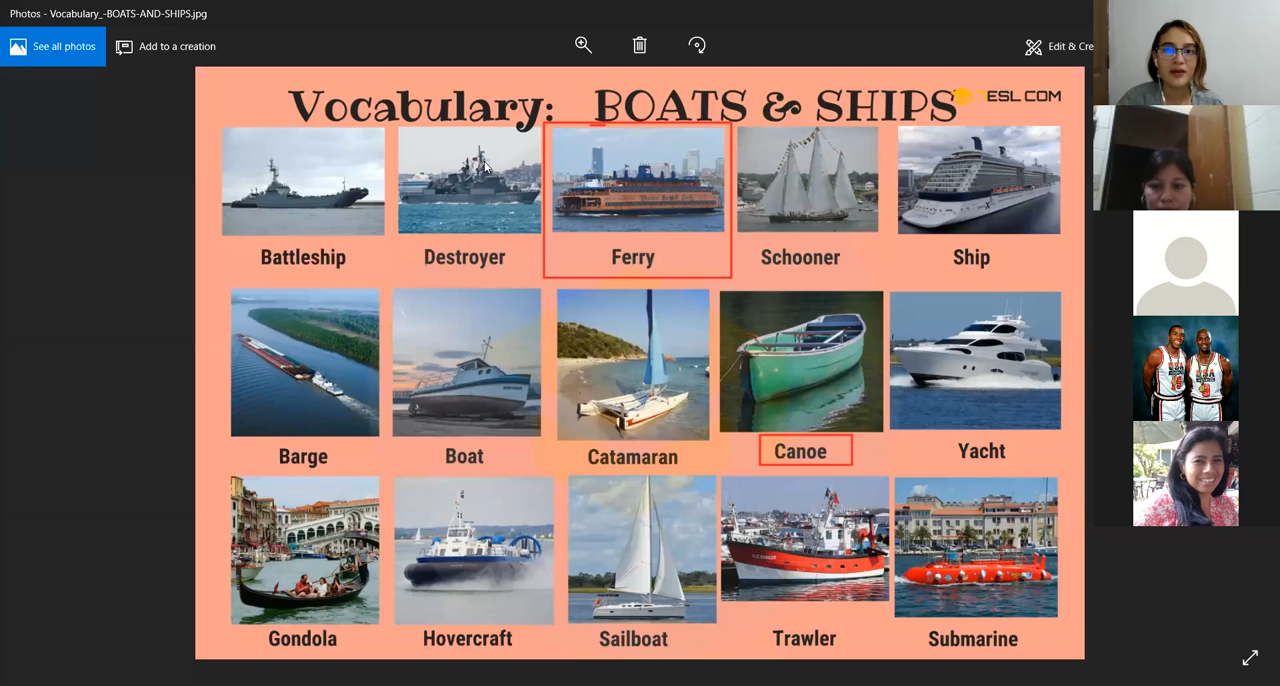 Photos - Vocabulary_-BOATS-AND-SHIPS.jpg
See all photos
Add to a creation
Edit & Cre
Vocabulary: BOATS & SHIPS
7ESL.COM
Battleship Destroyer Ferry Schooner Ship
Barge Boat Catamaran Canoe Yacht
Gondola Hovercraft Sailboat Trawler Submarine